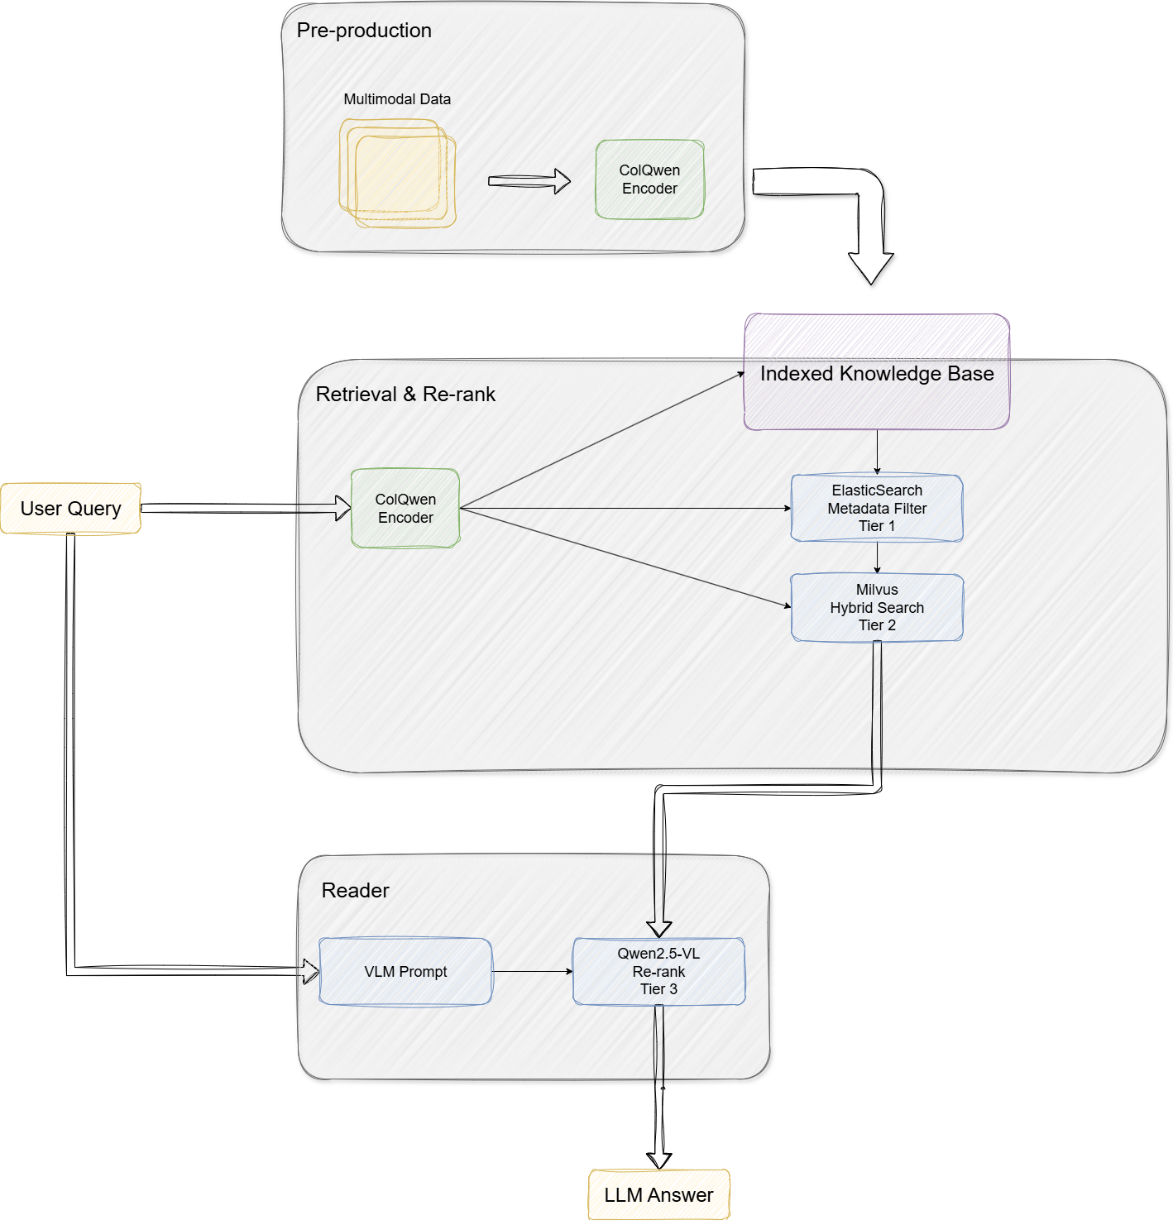 Pre-production
Multimodal Data
ColQwen
Encoder
Indexed Knowledge Base
Retrieval & Re-rank
User Query
ColQwen
Encoder
ElasticSearch
Metadata Filter
Tier 1
Milvus
Hybrid Search
Tier 2
Reader
VLM Prompt
Qwen2.5-VL
Re-rank
Tier 3
LLM Answer